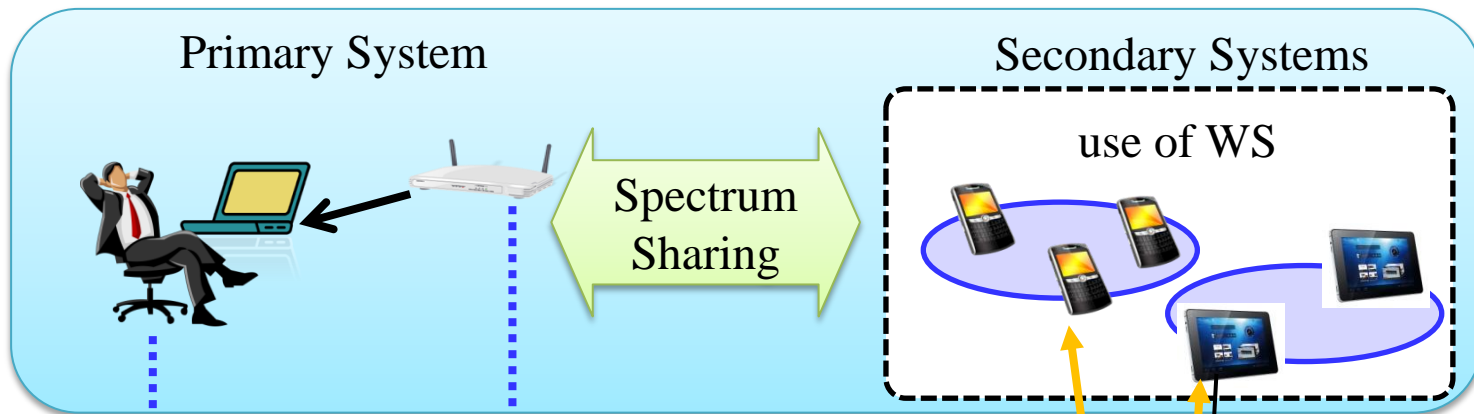 Primary System
Secondary Systems
use of WS
Spectrum
Sharing